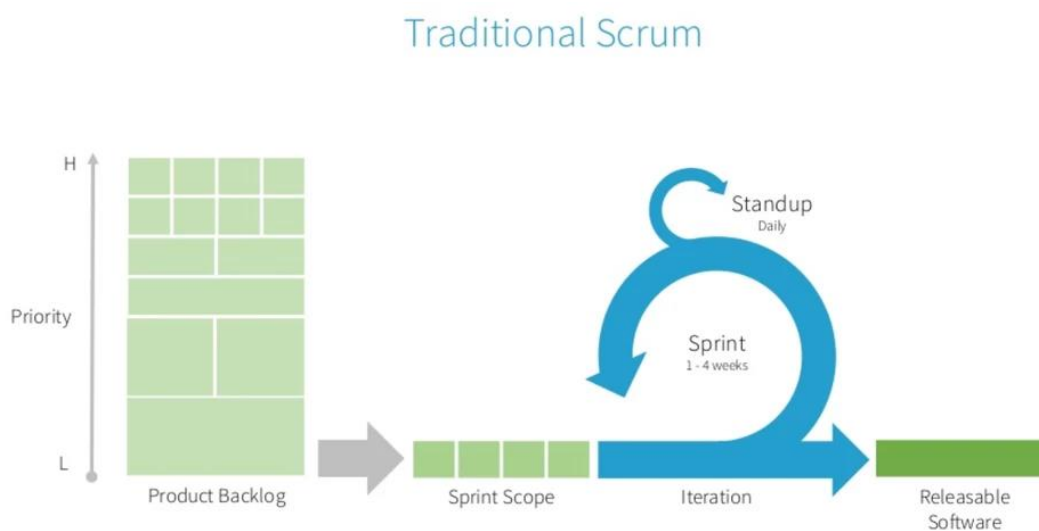 Traditional Scrum
H
Priority
L
Product Backlog
Sprint Scope
Standup
Daily
Sprint
1 - 4 weeks
Iteration
Releasable
Software